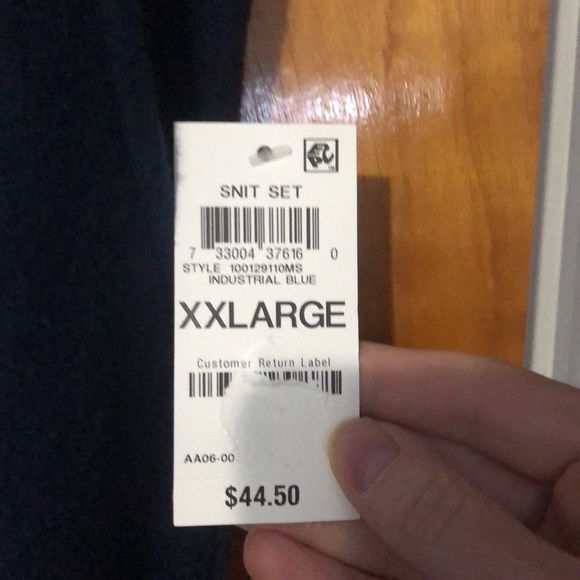 SNIT SET
7 33004 37616 0
STYLE 100129110MS
INDUSTRIAL BLUE
XXLARGE
Customer Return Label
AA06-00
$44.50